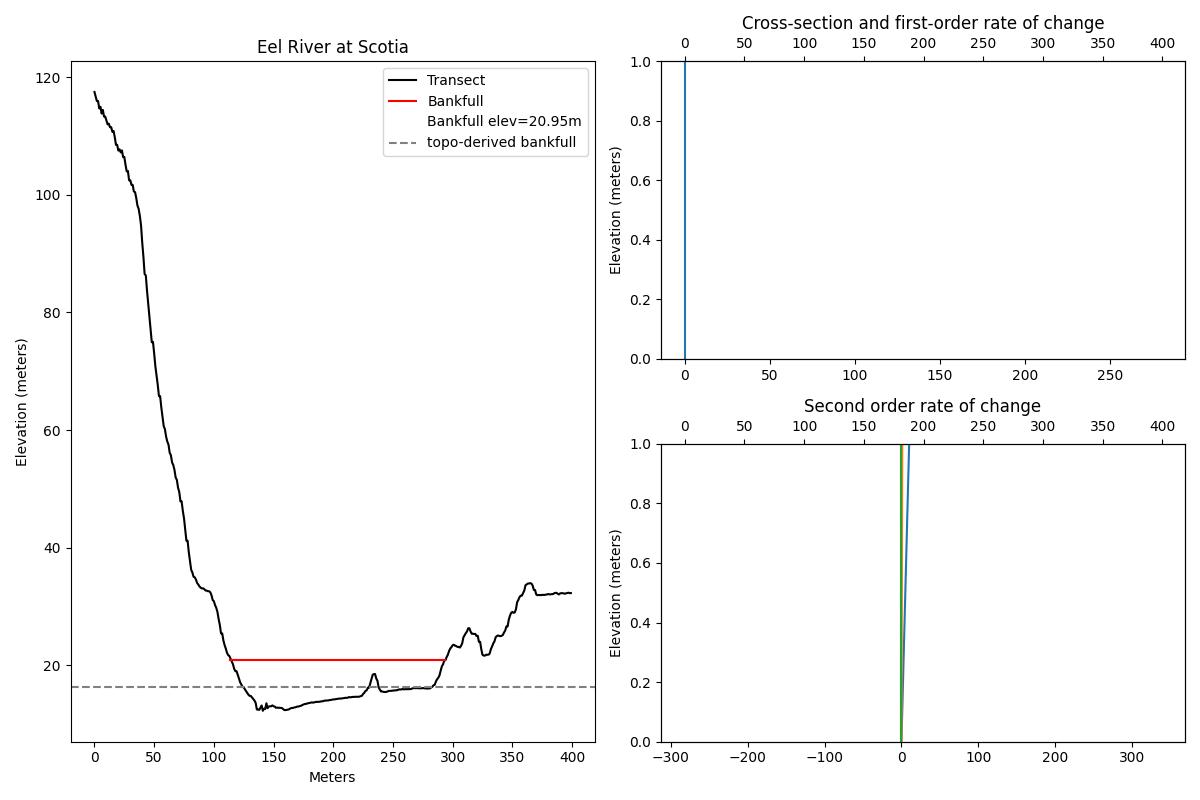 Eel River at Scotia
120
100
80
60
40
20
Elevation (meters)
0 50 100 150 200 250 300 350 400
Meters
Transect
Bankfull
Bankfull elev=20.95m
topo-derived bankfull
Cross-section and first-order rate of change
0 50 100 150 200 250 300 350 400
1.0
0.8
0.6
0.4
0.2
0.0
Elevation (meters)
0 50 100 150 200 250
Second order rate of change
0 50 100 150 200 250 300 350 400
1.0
0.8
0.6
0.4
0.2
0.0
Elevation (meters)
−300 −200 −100 0 100 200 300